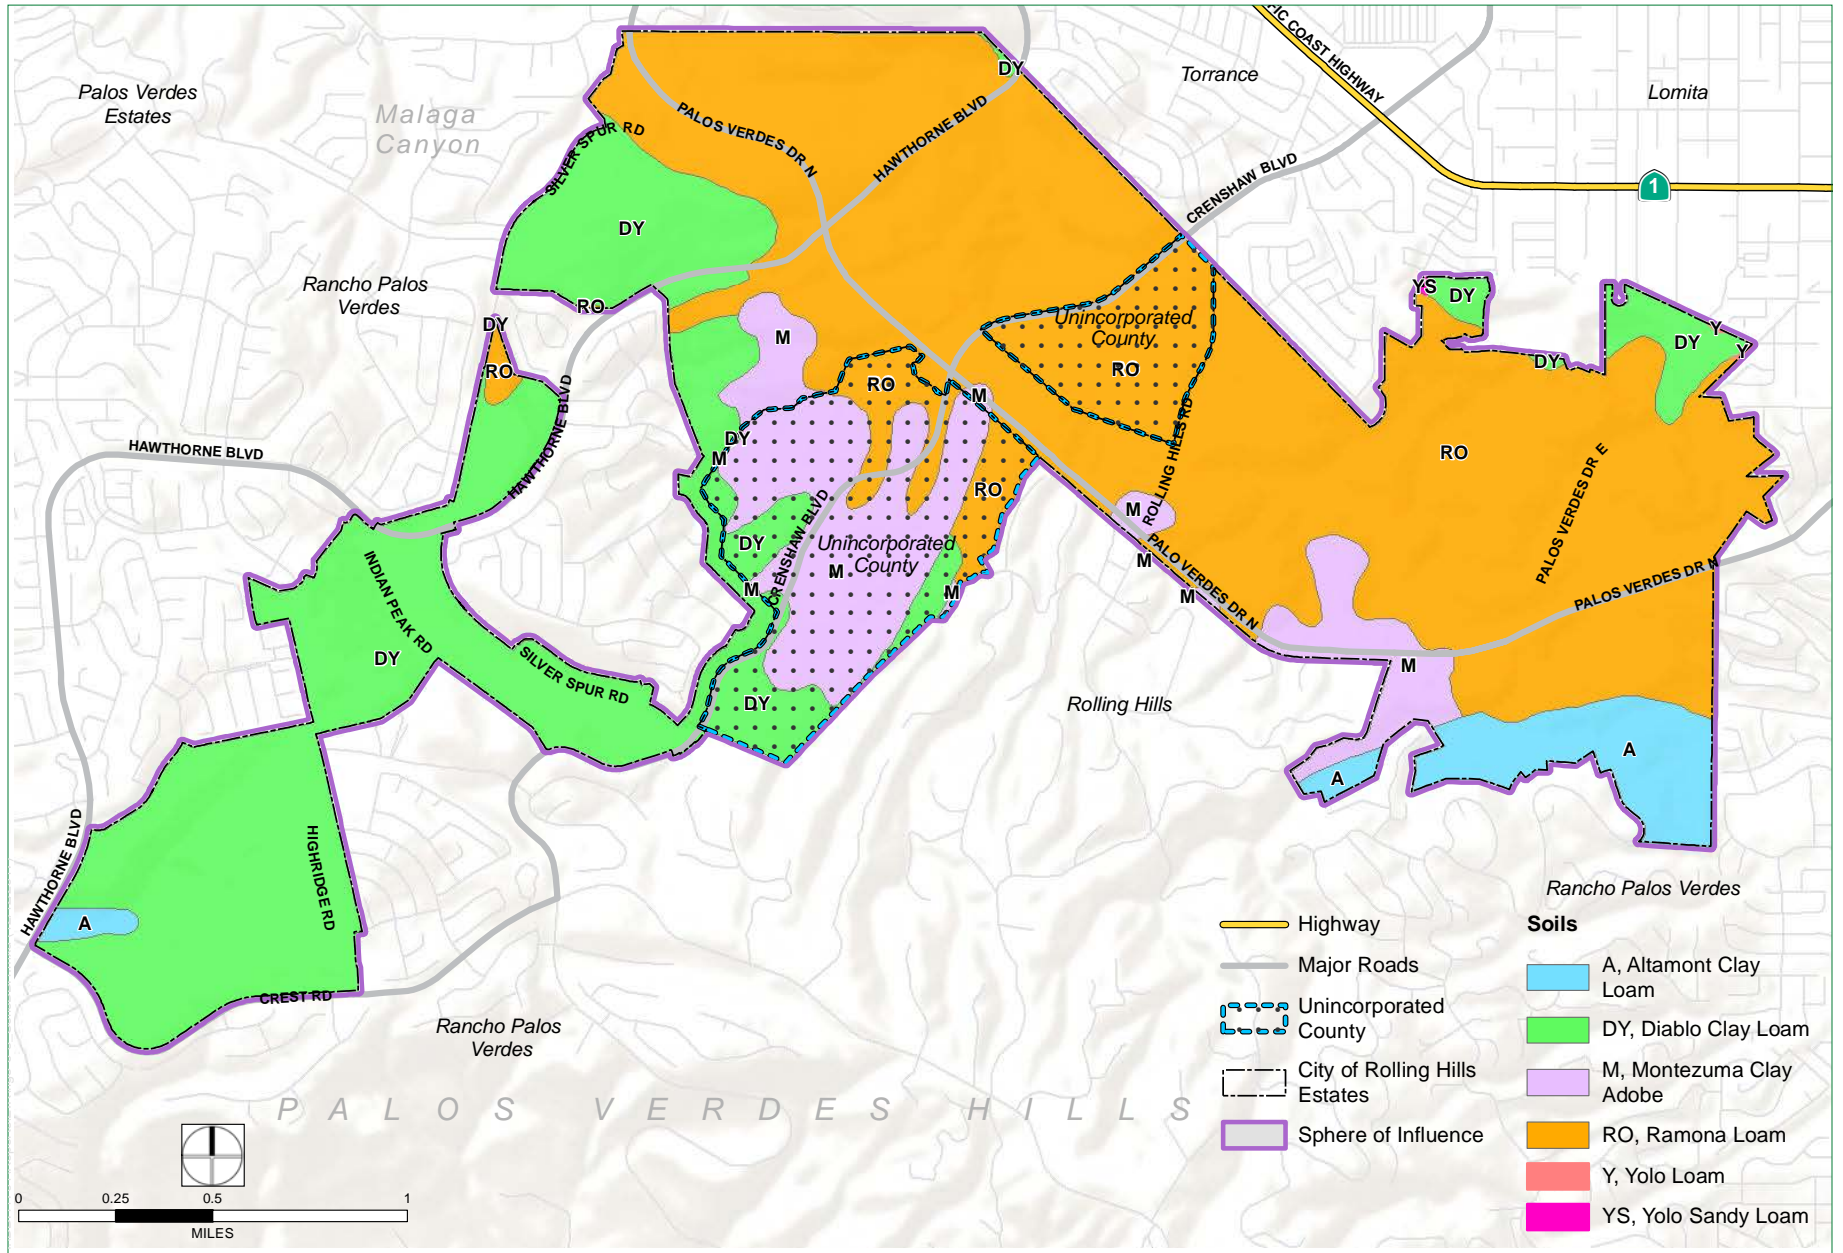 IC COAST HIGHWAY
Torrance
Lomita
Palos Verdes
Estates
Malaga
Canyon
DY
PALOS VERDES DR N
HAWTHORNE BLVD
SILVER SPUR RD
CRENSHAW BLVD
1
DY
Rancho Palos
Verdes
RO
YS
DY
DY
RO
M
Unincorporated
County
RO
DY
Y
Y
DY
RO
RO
M
HAWTHORNE BLVD
HAWTHORNE BLVD
DY
M
RO
ROLLING HILLS RD
M
RO
PALOS VERDES DR E
CRENSHAW BLVD
DY
Unincorporated
County
M
M
M
M
M
PALO VERDES DR N
PALOS VERDES DR N
INDIAN PEAK RD
DY
SILVER SPUR RD
DY
M
Rolling Hills
A
A
HAWTHORNE BLVD
HIGHRIDGE RD
A
CREST RD
Rancho Palos Verdes
Rancho Palos
Verdes
PALOS VERDES HILLS
Highway
Major Roads
Unincorporated
County
City of Rolling Hills
Estates
Sphere of Influence
Soils
A, Altamont Clay
Loam
DY, Diablo Clay Loam
M, Montezuma Clay
Adobe
RO, Ramona Loam
Y, Yolo Loam
YS, Yolo Sandy Loam
0 0.25 0.5 1
MILES